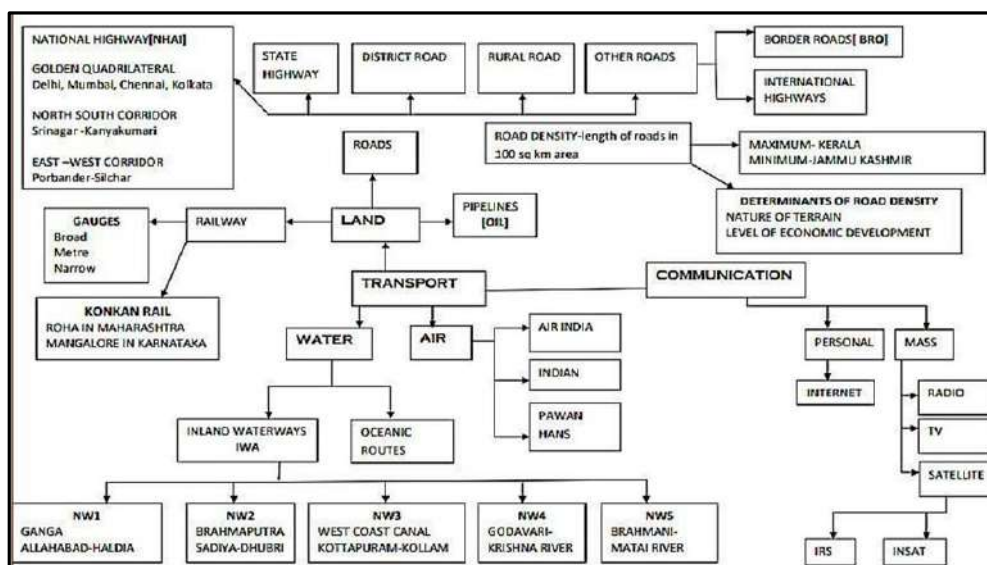 NATIONAL HIGHWAY[NHAI]
GOLDEN QUADRILATERAL
Delhi, Mumbai, Chennai, Kolkata
NORTH SOUTH CORRIDOR
Srinagar -Kanyakumari
EAST –WEST CORRIDOR
Porbander-Silchar
STATE
HIGHWAY
DISTRICT ROAD
RURAL ROAD
OTHER ROADS
BORDER ROADS[ BRO]
INTERNATIONAL
HIGHWAYS
ROADS
ROAD DENSITY-length of roads in
100 sq km area
MAXIMUM- KERALA
MINIMUM-JAMMU KASHMIR
DETERMINANTS OF ROAD DENSITY
NATURE OF TERRAIN
LEVEL OF ECONOMIC DEVELOPMENT
GAUGES
Broad
Metre
Narrow
RAILWAY
LAND
PIPELINES
[OIL]
KONKAN RAIL
ROHA IN MAHARASHTRA
MANGALORE IN KARNATAKA
TRANSPORT
COMMUNICATION
WATER
AIR
AIR INDIA
INDIAN
PAWAN
HANS
PERSONAL
MASS
INTERNET
RADIO
TV
SATELLITE
IRS
INSAT
INLAND WATERWAYS
IWA
OCEANIC
ROUTES
NW1
GANGA
ALLAHABAD-HALDIA
NW2
BRAHMAPUTRA
SADIYA-DHUBRI
NW3
WEST COAST CANAL
KOTTAPURAM-KOLLAM
NW4
GODAVARI-
KRISHNA RIVER
NW5
BRAHMANI-
MATAI RIVER